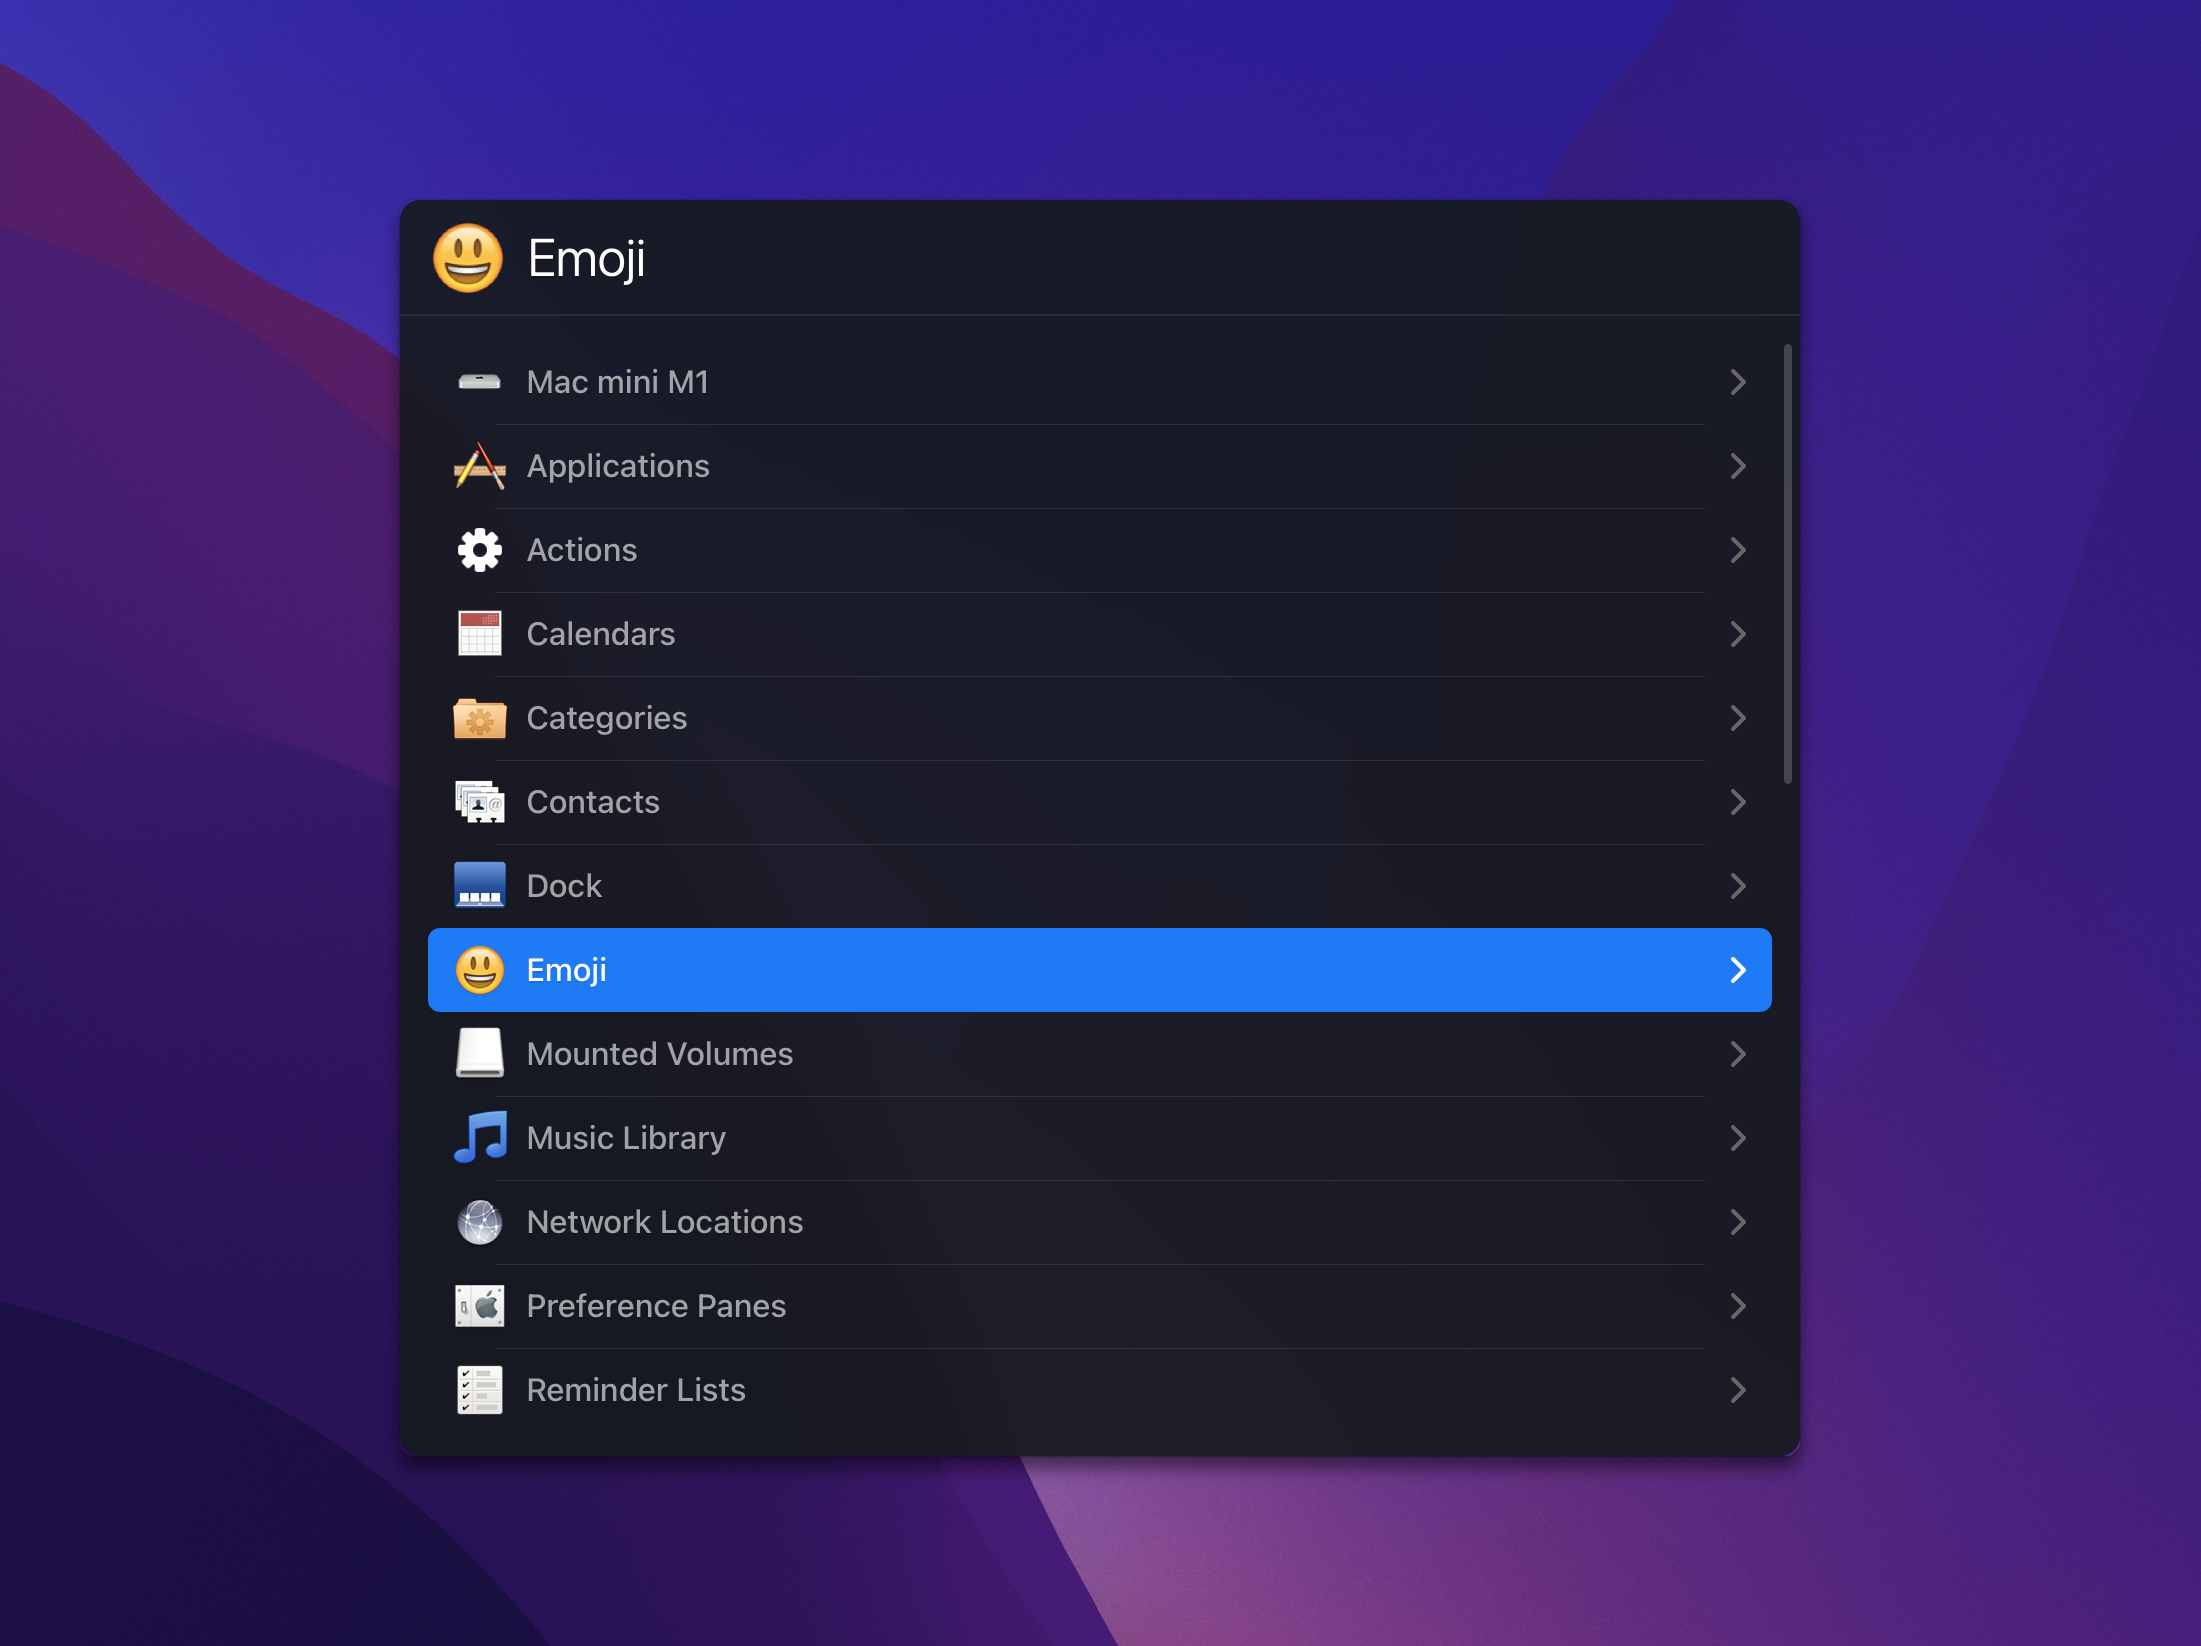 Emoji
Mac mini M1
Applications
Actions
Calendars
Categories
Contacts
Dock
Emoji
Mounted Volumes
Music Library
Network Locations
Preference Panes
Reminder Lists